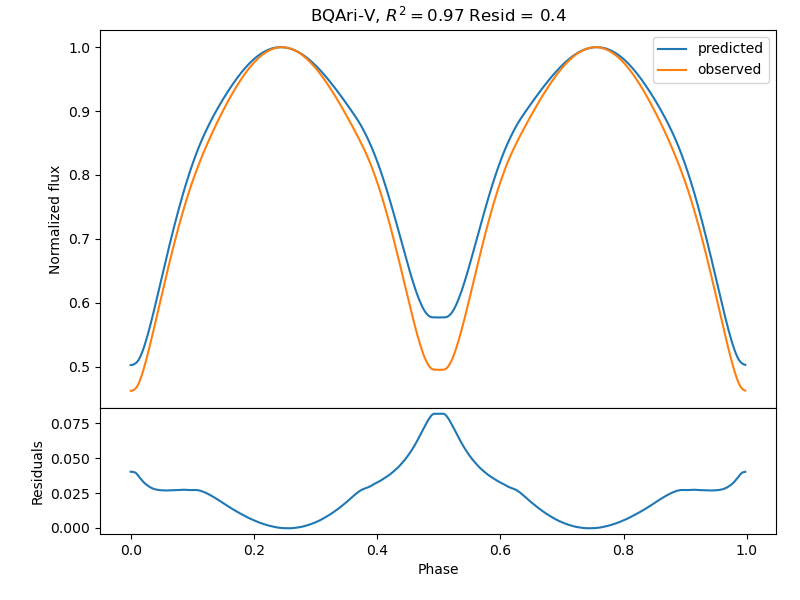 BQAri-V, $R^2 = 0.97$ Resid = 0.4
predicted
observed
Normalized flux
1.0
0.9
0.8
0.7
0.6
0.5
Residuals
0.075
0.050
0.025
0.000
0.0 0.2 0.4 0.6 0.8 1.0
Phase